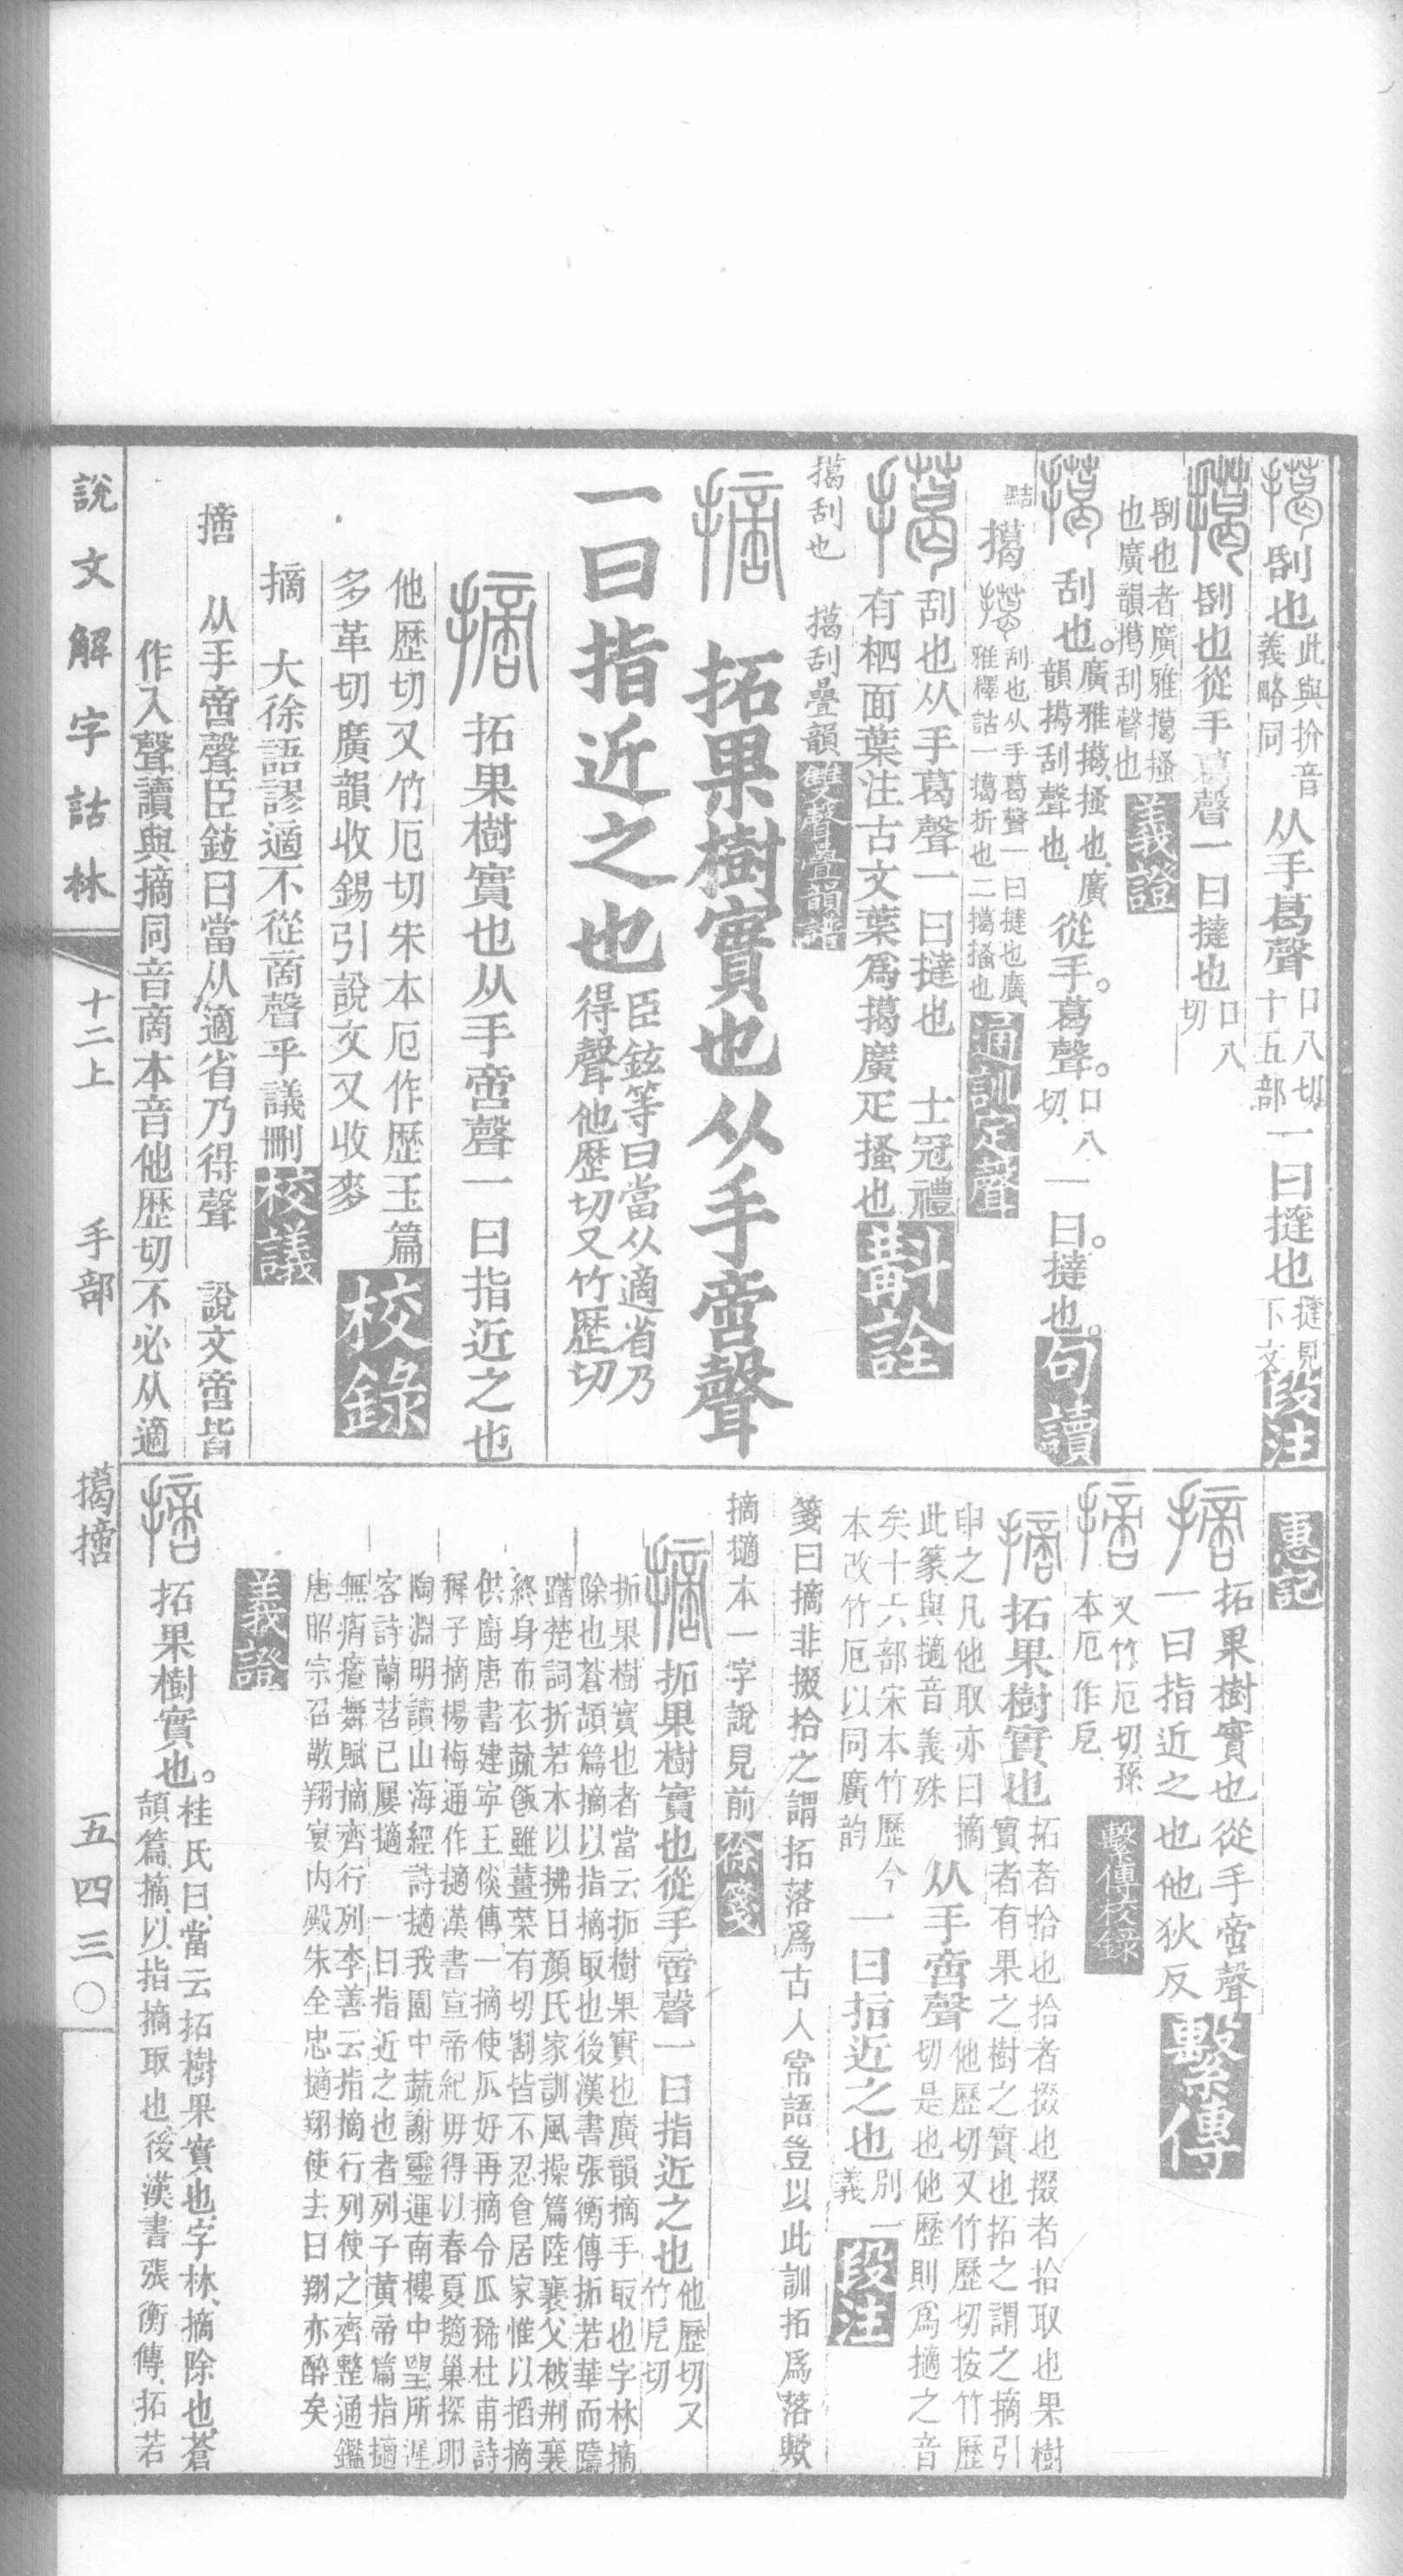 擖 刮也此與扴音義略同从手葛聲口八切十五部一曰撻也撻見下文段注
擖 刮也從手葛聲一曰撻也口八切
刮也者廣雅擖搔也廣韻擖刮聲也義證
擖 刮也。廣雅擖、搔也、廣韻擖刮聲也、從手。葛聲。口八切、一曰。撻也。句讀
黠
擖 擖 刮也从手葛聲一曰撻也廣雅釋詁一擖折也二擖搔也通訓定聲
擖 刮也从手葛聲一曰撻也 士冠禮
有柶面葉注古文葉爲擖廣疋搔也斠詮
擖刮也 擖刮疊韻雙聲疊韻譜
摘 拓果樹實也从手啻聲
一曰指近之也臣鉉等曰當从適省乃得聲他歷切又竹歷切
摘 拓果樹實也从手啻聲一曰指近之也
他歷切又竹厄切朱本厄作歷玉篇
多革切廣韻收錫引說文又收麥校錄
摘 大徐語謬適不從啇聲乎議刪校議
摘 从手啻聲臣鉉曰當从適省乃得聲 說文啻皆
作入聲讀與摘同音啇本音他歷切不必从適
惠記
摘 拓果樹實也從手啻聲
一曰指近之也他狄反繫傳
摘 又竹厄切孫本厄作戹繫傳校錄
摘 拓果樹實也拓者拾也拾者掇也掇者拾取也果樹實者有果之樹之實也拓之謂之摘引
申之凡他取亦曰摘此篆與擿音義殊从手啻聲他歷切又竹歷切按竹歷切是也他歷則爲擿之音
矣十六部宋本竹歷今本改竹厄以同廣韵一曰指近之也別一義段注
箋曰摘非掇拾之謂拓落爲古人常語豈以此訓拓爲落歟
摘擿本一字說見前徐箋
摘 拓果樹實也從手啻聲一曰指近之也他歷切又竹戹切
拓果樹實也者當云拓樹果實也廣韻摘手取也字林摘
除也蒼頡篇摘以指摘取也後漢書張衡傳拓若華而躊
躇楚詞折若木以拂日顏氏家訓風操篇陸襄父被刑襄
終身布衣蔬飯雖薑菜有切割皆不忍食居家惟以掐摘
供廚唐書建寧王倓傳一摘使瓜好再摘令瓜稀杜甫詩
稚子摘楊梅通作擿漢書宣帝紀毋得以春夏擿巢探卵
陶淵明讀山海經詩擿我園中蔬謝靈運南樓中望所遲
客詩蘭苕已屢擿 一曰指近之也者列子黃帝篇指擿
無痟癢舞賦摘齊行列李善云指摘行列使之齊整通鑑
唐昭宗召敬翔宴內殿朱全忠擿翔使去曰翔亦醉矣
義證
摘 拓果樹實也。桂氏曰、當云拓樹果實也、字林、摘除也、蒼頡篇、摘、以指摘取也、後漢書張衡傳、拓若
說文解字詁林 十二上 手部 擖摘 五四三〇